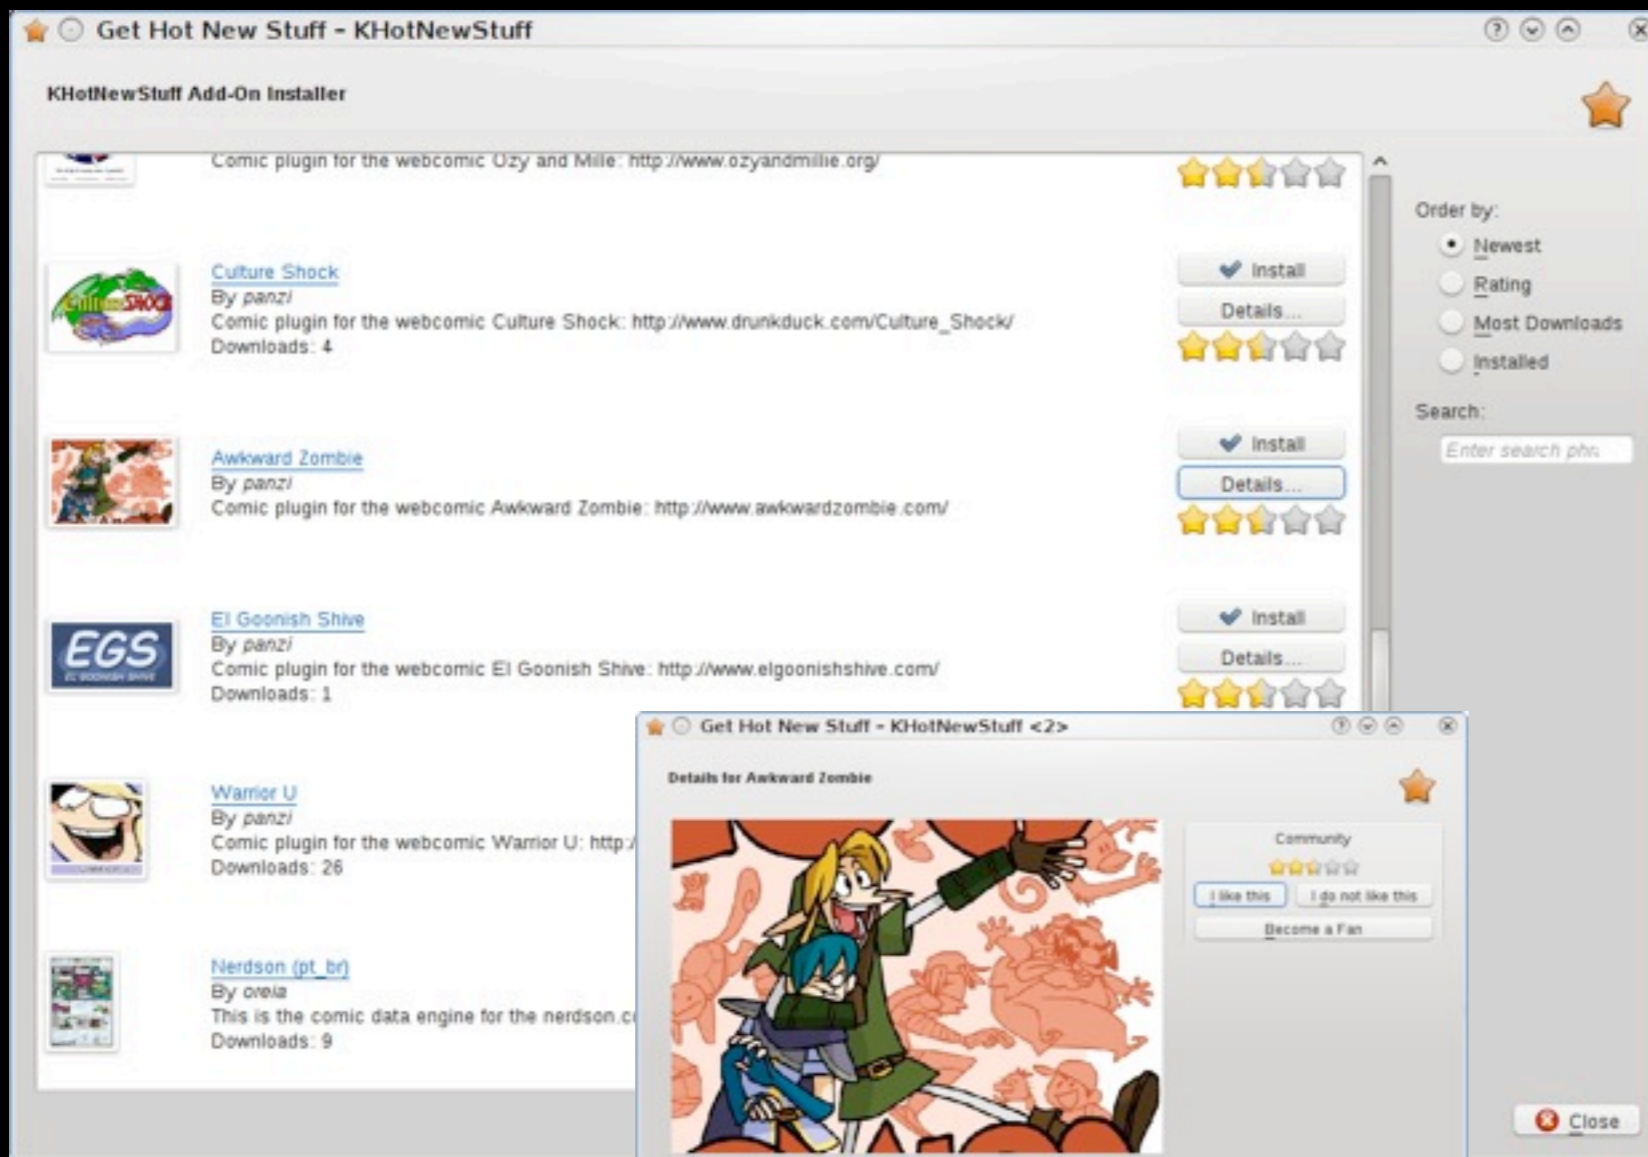 Get Hot New Stuff - KHotNewStuff
KHotNewStuff Add-On Installer
Comic plugin for the webcomic Ozy and Mille: http://www.ozyandmillie.org/
Culture Shock
By panzi
Comic plugin for the webcomic Culture Shock: http://www.drunkduck.com/Culture_Shock/
Downloads: 4
Install
Details...
CultureSHOCK
Awkward Zombie
By panzi
Comic plugin for the webcomic Awkward Zombie: http://www.awkwardzombie.com/
Install
Details...
EGS
EL GOONISH SHIVE
El Goonish Shive
By panzi
Comic plugin for the webcomic El Goonish Shive: http://www.elgoonishshive.com/
Downloads: 1
Install
Details...
Warrior U
By panzi
Comic plugin for the webcomic Warrior U: http:/
Downloads: 26
Nerdson (pt_br)
By oreia
This is the comic data engine for the nerdson.c
Downloads: 9
Order by:
Newest
Rating
Most Downloads
Installed
Search:
Enter search phr
Get Hot New Stuff - KHotNewStuff <2>
Details for Awkward Zombie
Community
I like this
I do not like this
Become a Fan
Close